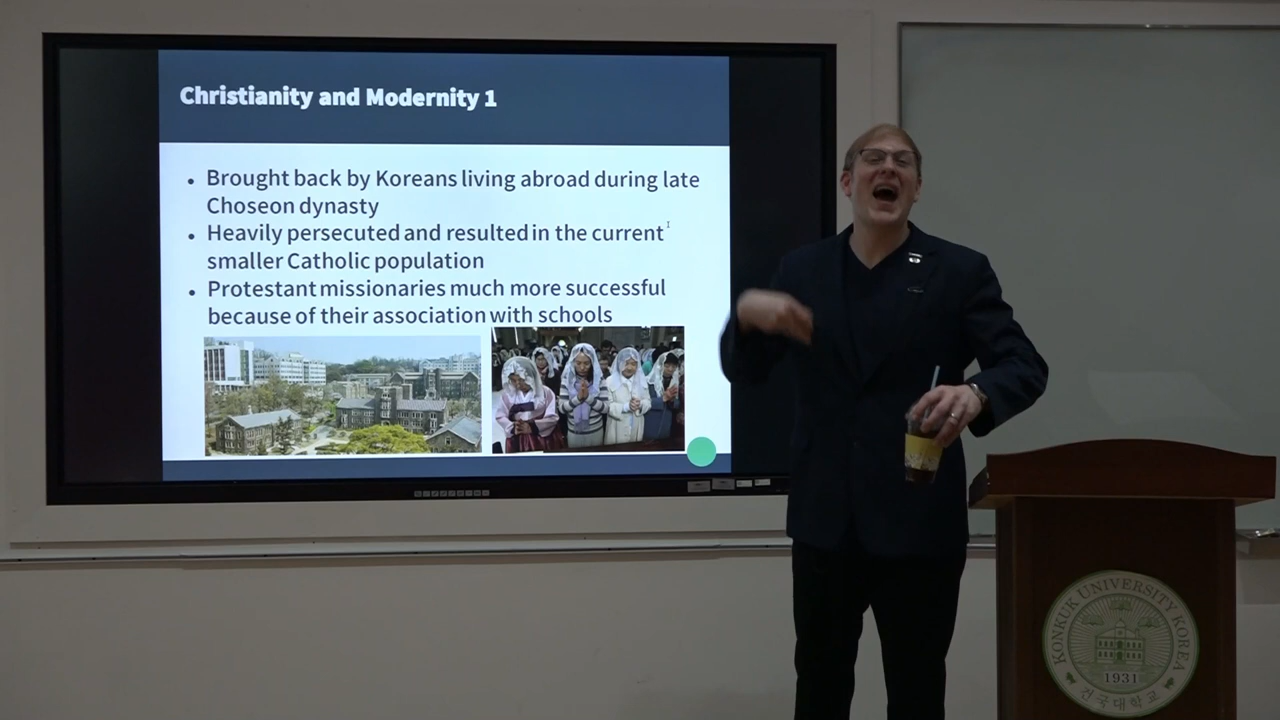 Christianity and Modernity 1
• Brought back by Koreans living abroad during late
Choseon dynasty
• Heavily persecuted and resulted in the current
smaller Catholic population
• Protestant missionaries much more successful
because of their association with schools
KONKUK UNIVERSITY KOREA
1931
건국대학교